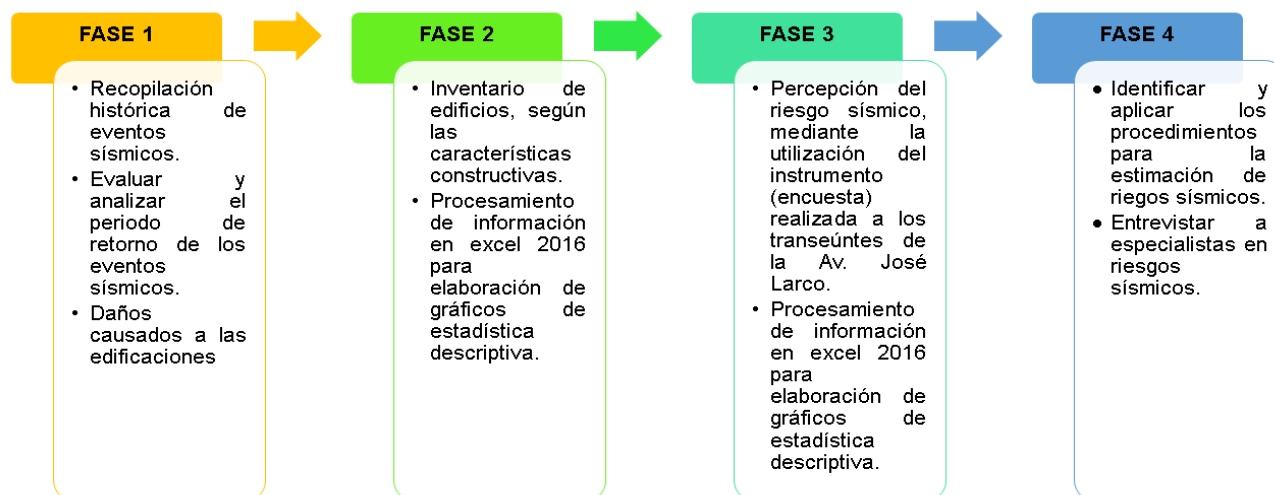 FASE 1
• Recopilación
histórica de
eventos
sísmicos.
• Evaluar y
analizar el
periodo de
retorno de los
eventos
sísmicos.
• Daños
causados a las
edificaciones
FASE 2
• Inventario de
edificios, según
las
características
constructivas.
• Procesamiento
de información
en excel 2016
para
elaboración de
gráficos de
estadística
descriptiva.
FASE 3
• Percepción del
riesgo sísmico,
mediante la
utilización del
instrumento
(encuesta)
realizada a los
transeúntes de
la Av. José
Larco.
• Procesamiento
de información
en excel 2016
para
elaboración de
gráficos de
estadística
descriptiva.
FASE 4
• Identificar y
aplicar los
procedimientos
para la
estimación de
riegos sísmicos.
• Entrevistar a
especialistas en
riesgos
sísmicos.